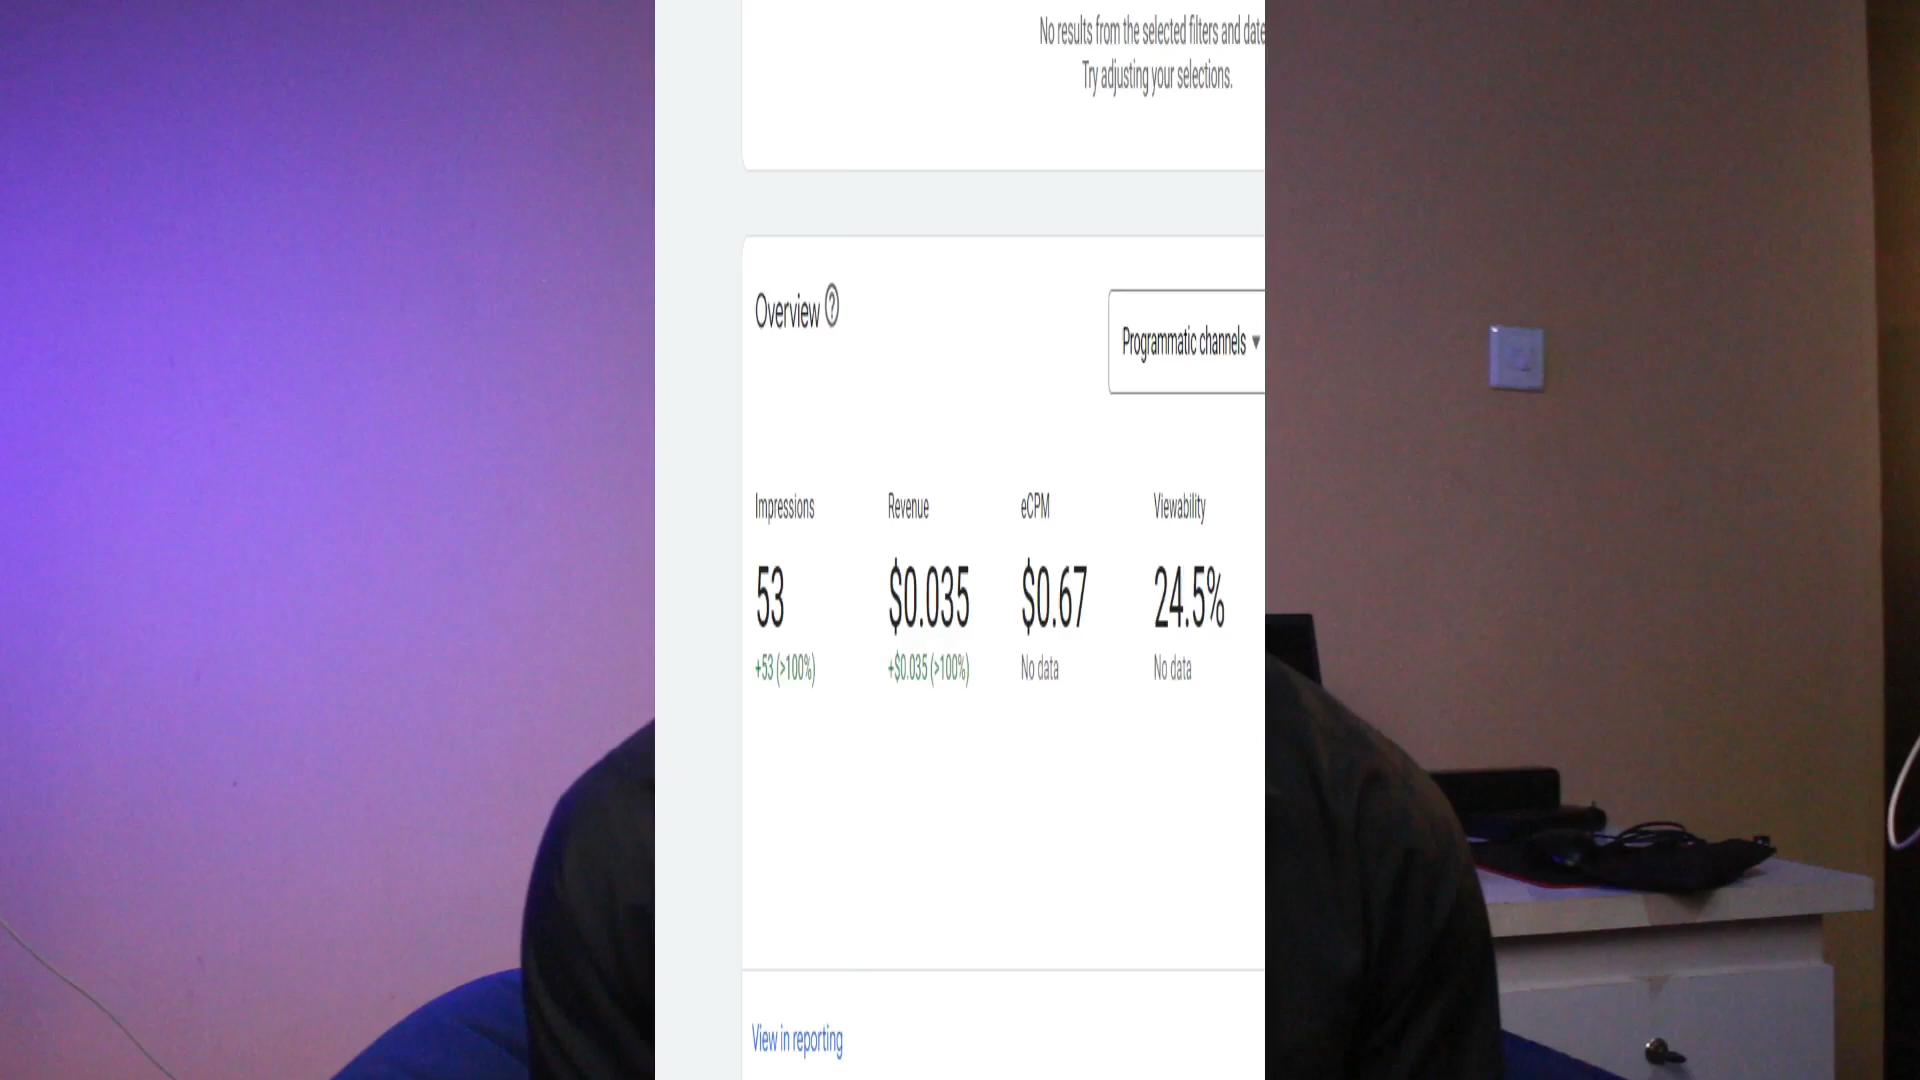 No results from the selected filters and date
Try adjusting your selections.
Overview
Programmatic channels
Impressions Revenue eCPM Viewability
53 $0.035 $0.67 24.5%
+53 (>100%) +$0.035 (>100%) No data No data
View in reporting